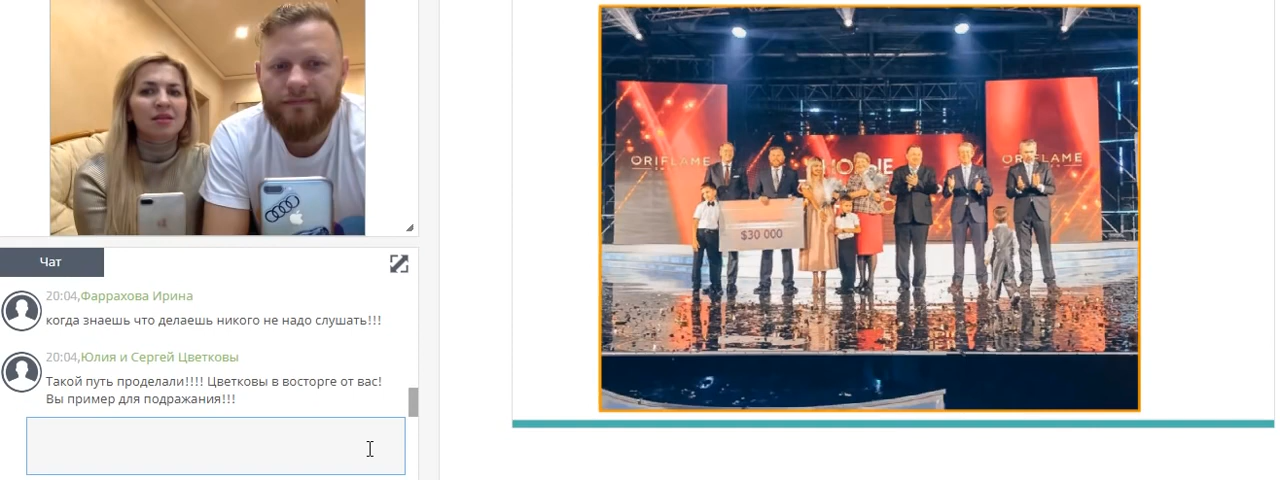 Чат
20:04,Фаррахова Ирина
когда знаешь что делаешь никого не надо слушать!!!
20:04,Юлия и Сергей Цветковы
Такой путь проделали!!!! Цветковы в восторге от вас!
Вы пример для подражания!!!
ORIFLAME
ORIFLAME
$30 000